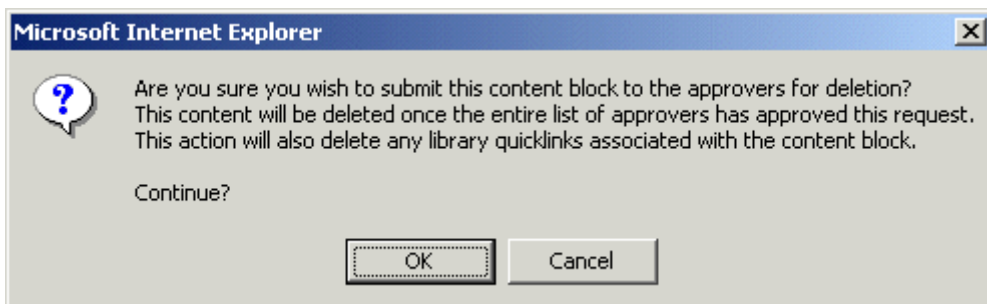 Microsoft Internet Explorer
Are you sure you wish to submit this content block to the approvers for deletion?
This content will be deleted once the entire list of approvers has approved this request.
This action will also delete any library quicklinks associated with the content block.
Continue?
OK
Cancel